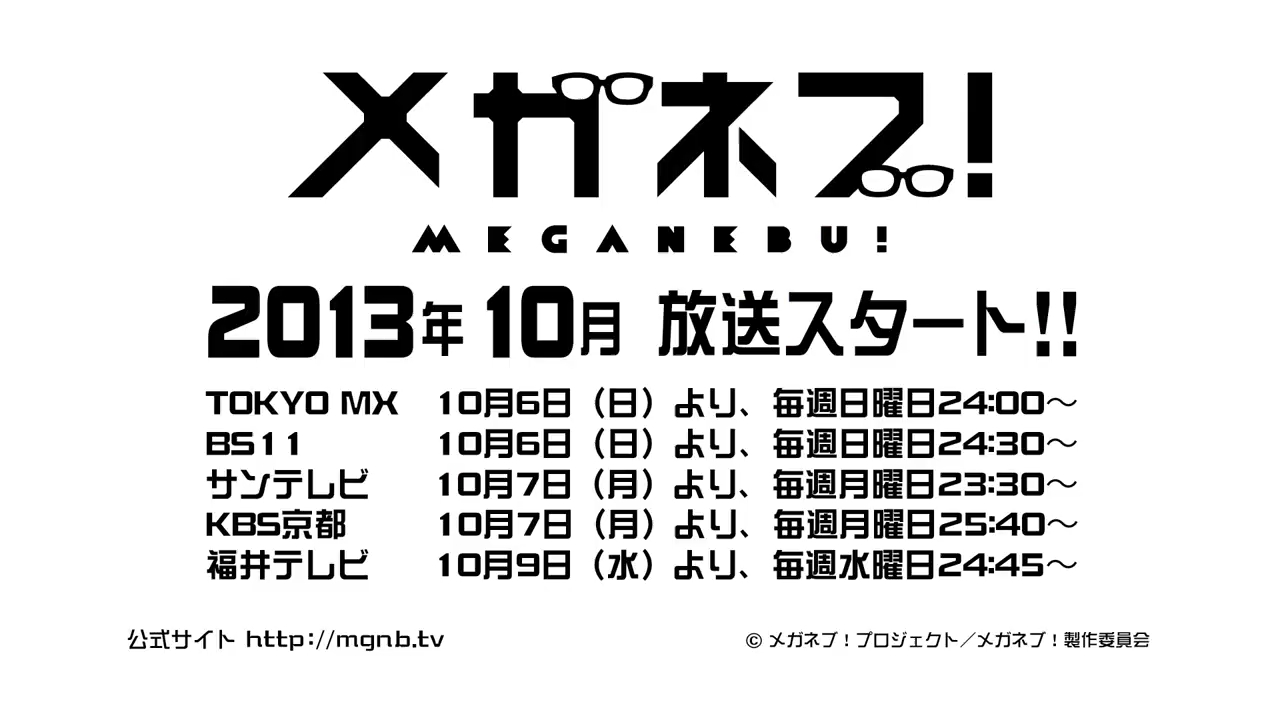 メガネブ!
MEGANEBU!
2013年10月 放送スタート!!
TOKYO MX 10月6日（日）より、毎週日曜日24:00〜
BS11 10月6日（日）より、毎週日曜日24:30〜
サンテレビ 10月7日（月）より、毎週月曜日23:30〜
KBS京都 10月7日（月）より、毎週月曜日25:40〜
福井テレビ 10月9日（水）より、毎週水曜日24:45〜
公式サイト http://mgnb.tv
© メガネブ！プロジェクト／メガネブ！製作委員会